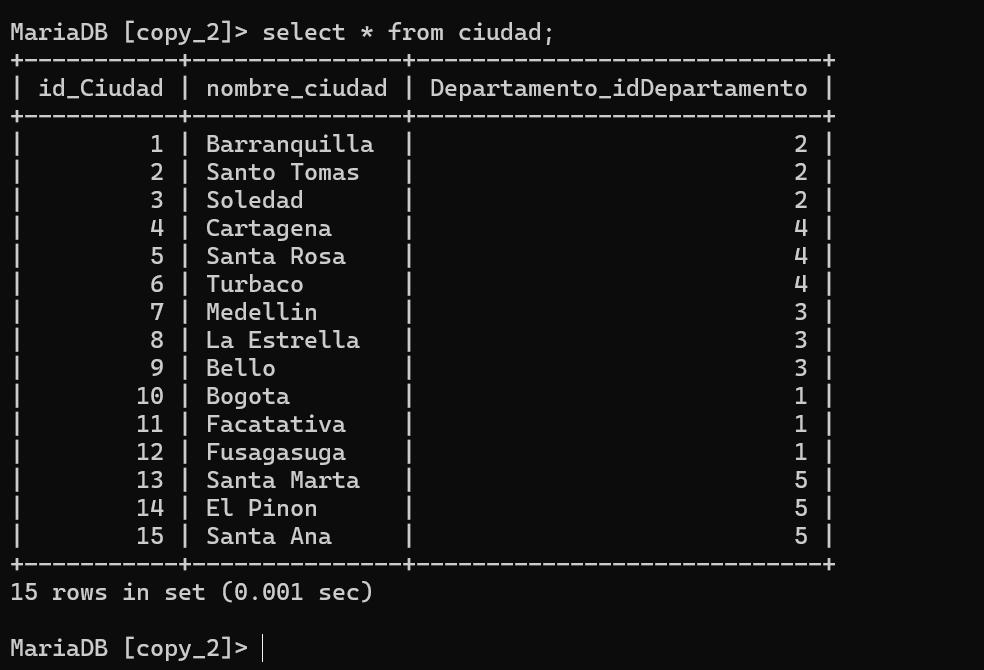 MariaDB [copy_2]> select * from ciudad;
+-----------+---------------+-----------------------------+
| id_Ciudad | nombre_ciudad | Departamento_idDepartamento |
+-----------+---------------+-----------------------------+
|         1 | Barranquilla  |                           2 |
|         2 | Santo Tomas   |                           2 |
|         3 | Soledad       |                           2 |
|         4 | Cartagena     |                           4 |
|         5 | Santa Rosa    |                           4 |
|         6 | Turbaco       |                           4 |
|         7 | Medellin      |                           3 |
|         8 | La Estrella   |                           3 |
|         9 | Bello         |                           3 |
|        10 | Bogota        |                           1 |
|        11 | Facatativa    |                           1 |
|        12 | Fusagasuga    |                           1 |
|        13 | Santa Marta   |                           5 |
|        14 | El Pinon      |                           5 |
|        15 | Santa Ana     |                           5 |
+-----------+---------------+-----------------------------+
15 rows in set (0.001 sec)
MariaDB [copy_2]>